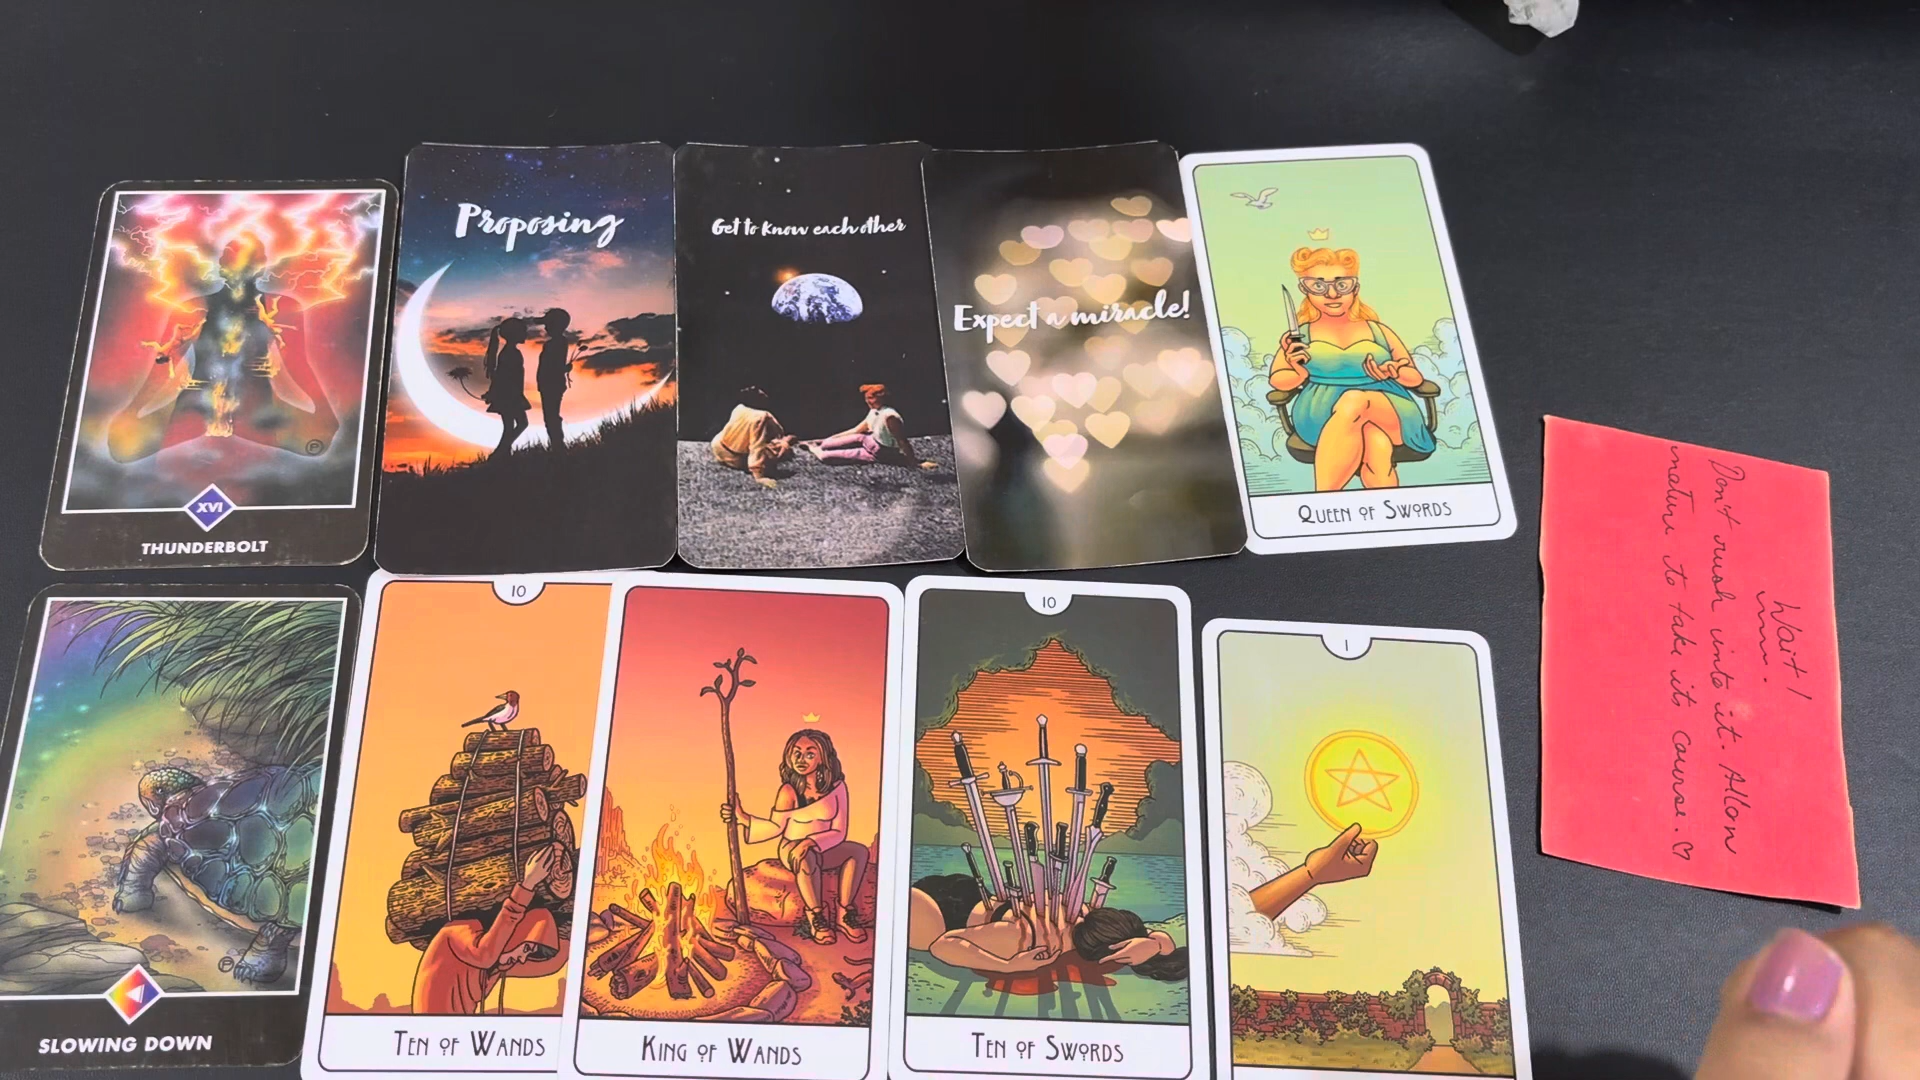 Proposing
Get to know each other
Expect a miracle!
QUEEN OF SWORDS
XVI
THUNDERBOLT
10
10
1
SLOWING DOWN
TEN OF WANDS
KING OF WANDS
TEN OF SWORDS
Wait!
Don't rush into it. Allow
nature to take its course.♡